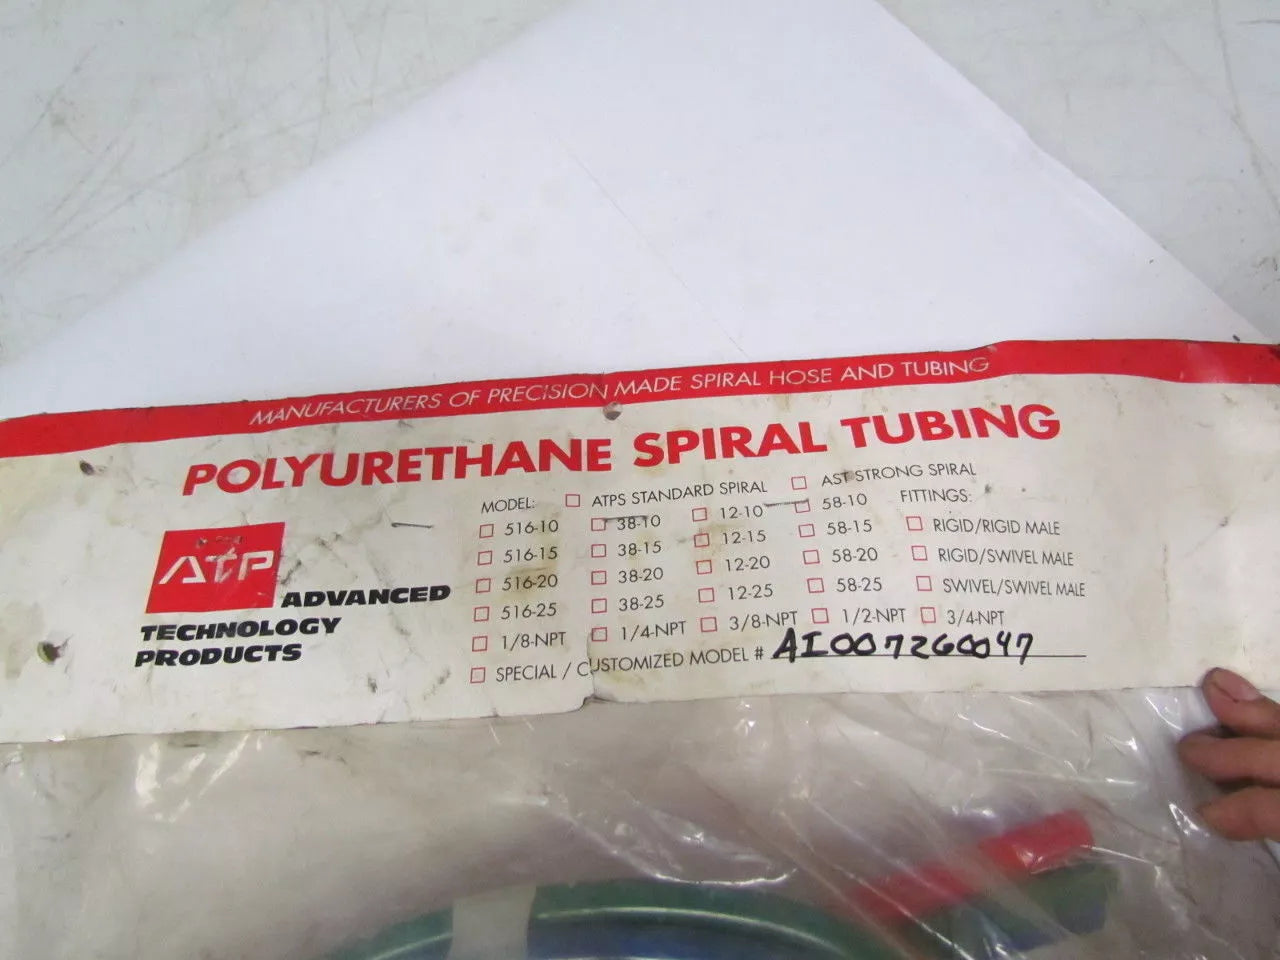 MANUFACTURERS OF PRECISION MADE SPIRAL HOSE AND TUBING
POLYURETHANE SPIRAL TUBING
ATP ADVANCED
TECHNOLOGY
PRODUCTS
MODEL: ☐ ATPS STANDARD SPIRAL ☐ AST STRONG SPIRAL
☐ 516-10 ☐ 38-10 ☐ 12-10 ☐ 58-10 FITTINGS:
☐ 516-15 ☐ 38-15 ☐ 12-15 ☐ 58-15 ☐ RIGID/RIGID MALE
☐ 516-20 ☐ 38-20 ☐ 12-20 ☐ 58-20 ☐ RIGID/SWIVEL MALE
☐ 516-25 ☐ 38-25 ☐ 12-25 ☐ 58-25 ☐ SWIVEL/SWIVEL MALE
☐ 1/8-NPT ☐ 1/4-NPT ☐ 3/8-NPT ☐ 1/2-NPT ☐ 3/4-NPT
☐ SPECIAL / CUSTOMIZED MODEL # AI007260047